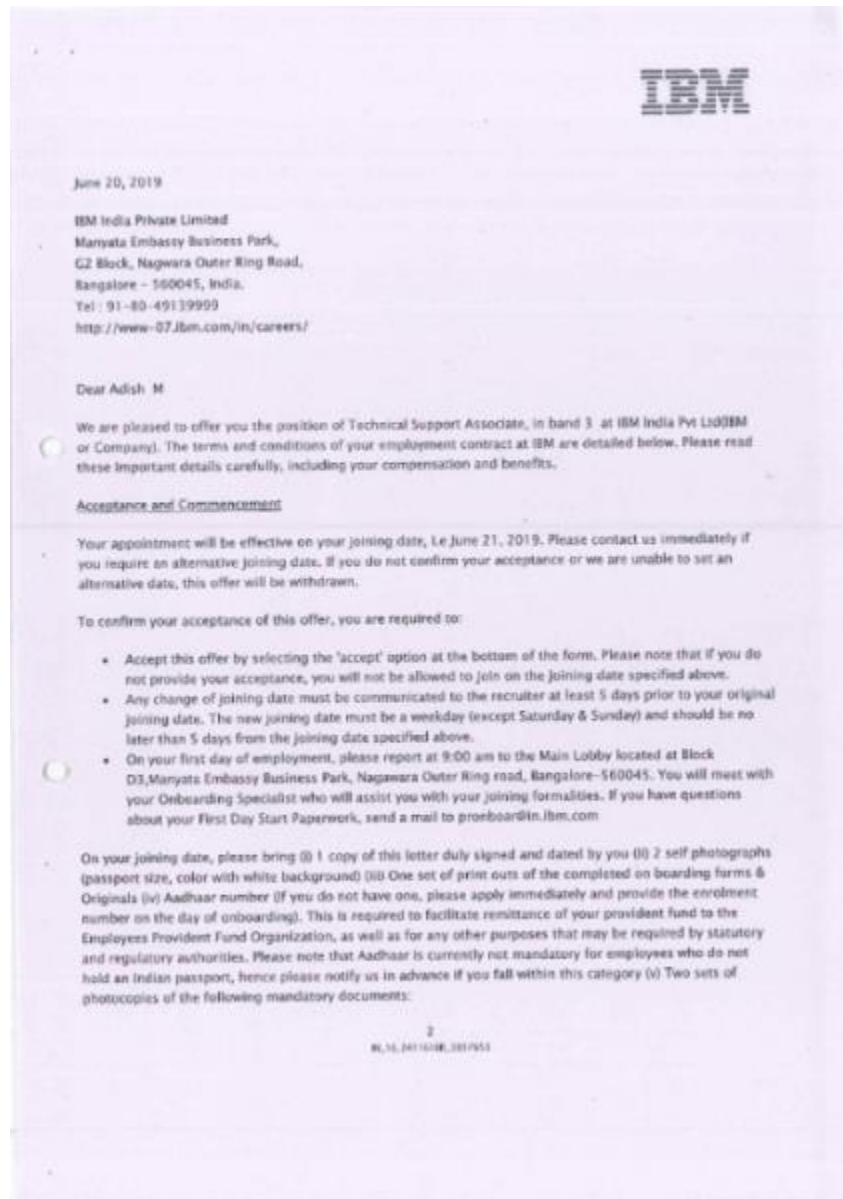 IBM
June 20, 2019
IBM India Private Limited
Manyata Embassy Business Park,
G2 Block, Nagwara Outer Ring Road,
Bangalore – 560045, India.
Tel : 91-80-49139999
http://www-07.ibm.com/in/careers/
Dear Adish M
We are pleased to offer you the position of Technical Support Associate, in band 3 at IBM India Pvt Ltd(IBM
or Company). The terms and conditions of your employment contract at IBM are detailed below. Please read
these important details carefully, including your compensation and benefits.
Acceptance and Commencement
Your appointment will be effective on your joining date, i.e June 21, 2019. Please contact us immediately if
you require an alternative joining date. If you do not confirm your acceptance or we are unable to set an
alternative date, this offer will be withdrawn.
To confirm your acceptance of this offer, you are required to:
• Accept this offer by selecting the 'accept' option at the bottom of the form. Please note that if you do
not provide your acceptance, you will not be allowed to join on the joining date specified above.
• Any change of joining date must be communicated to the recruiter at least 5 days prior to your original
joining date. The new joining date must be a weekday (except Saturday & Sunday) and should be no
later than 5 days from the joining date specified above.
• On your first day of employment, please report at 9:00 am to the Main Lobby located at Block
D3,Manyata Embassy Business Park, Nagawara Outer Ring road, Bangalore-560045. You will meet with
your Onboarding Specialist who will assist you with your joining formalities. If you have questions
about your First Day Start Paperwork, send a mail to pronboar@in.ibm.com
On your joining date, please bring (i) 1 copy of this letter duly signed and dated by you (ii) 2 self photographs
(passport size, color with white background) (iii) One set of print outs of the completed on boarding forms &
Originals (iv) Aadhaar number (if you do not have one, please apply immediately and provide the enrolment
number on the day of onboarding). This is required to facilitate remittance of your provident fund to the
Employees Provident Fund Organization, as well as for any other purposes that may be required by statutory
and regulatory authorities. Please note that Aadhaar is currently not mandatory for employees who do not
hold an Indian passport, hence please notify us in advance if you fall within this category (v) Two sets of
photocopies of the following mandatory documents:
2